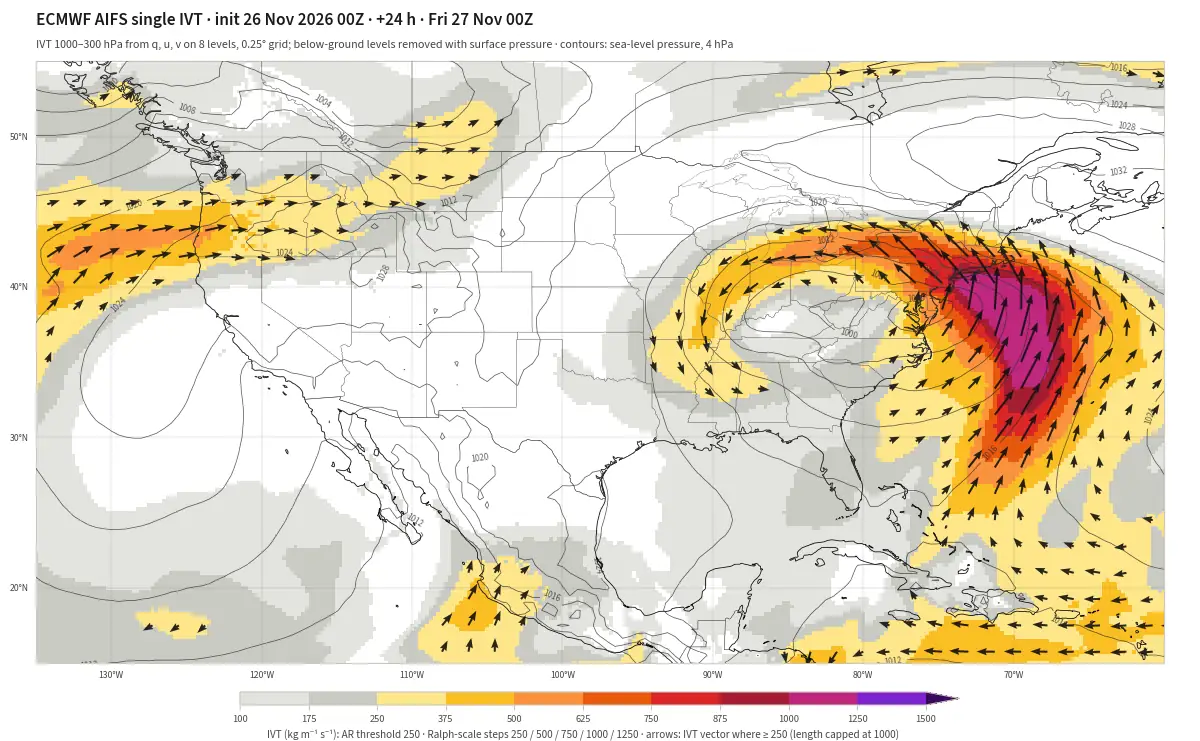 ECMWF AIFS single IVT · init 26 Nov 2026 00Z · +24 h · Fri 27 Nov 00Z
IVT 1000–300 hPa from q, u, v on 8 levels, 0.25° grid; below-ground levels removed with surface pressure · contours: sea-level pressure, 4 hPa
1016
1004
1008
1024
1028
50°N
1012
1032
1012
1020
1020
1012
1024
1028
40°N
1024
1000
1024
30°N
1016
1020
1012
20°N
1016
1012
130°W 120°W 110°W 100°W 90°W 80°W 70°W
100 175 250 375 500 625 750 875 1000 1250 1500
IVT (kg m⁻¹ s⁻¹): AR threshold 250 · Ralph-scale steps 250 / 500 / 750 / 1000 / 1250 · arrows: IVT vector where ≥ 250 (length capped at 1000)